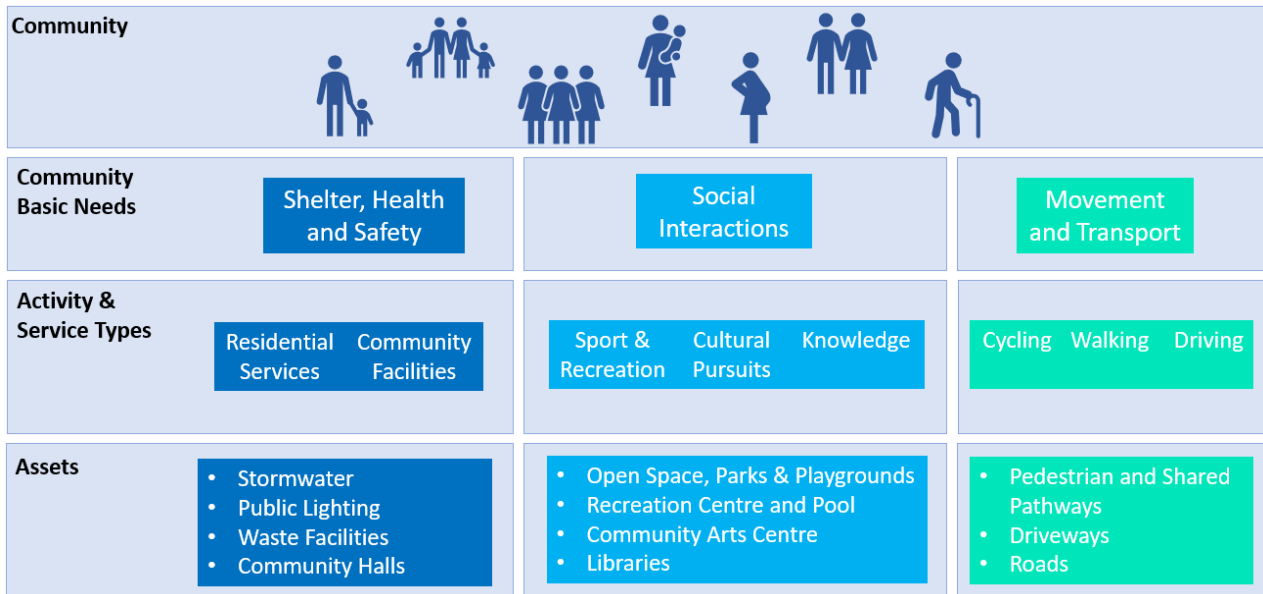 Community
Community
Basic Needs
Shelter, Health
and Safety
Social
Interactions
Movement
and Transport
Activity &
Service Types
Residential
Services
Community
Facilities
Sport &
Recreation
Cultural
Pursuits
Knowledge
Cycling
Walking
Driving
Assets
• Stormwater
• Public Lighting
• Waste Facilities
• Community Halls
• Open Space, Parks & Playgrounds
• Recreation Centre and Pool
• Community Arts Centre
• Libraries
• Pedestrian and Shared
Pathways
• Driveways
• Roads